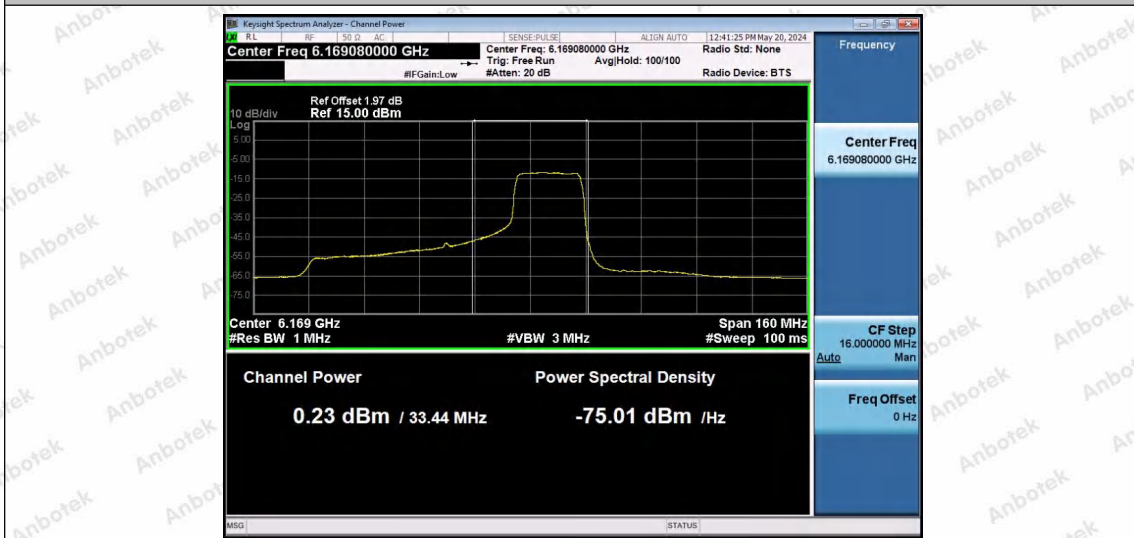 Keysight Spectrum Analyzer - Channel Power
RL RF 50 Ω AC SENSE:PULSE ALIGN AUTO 12:41:25 PM May 20, 2024
Center Freq 6.169080000 GHz
Center Freq: 6.169080000 GHz Radio Std: None
Trig: Free Run Avg|Hold: 100/100
#IFGain:Low #Atten: 20 dB Radio Device: BTS
Ref Offset 1.97 dB
10 dB/div Ref 15.00 dBm
Log
5.00
-5.00
-15.0
-25.0
-35.0
-45.0
-55.0
-65.0
-75.0
Center 6.169 GHz Span 160 MHz
#Res BW 1 MHz #VBW 3 MHz #Sweep 100 ms
Channel Power Power Spectral Density
0.23 dBm / 33.44 MHz -75.01 dBm /Hz
MSG STATUS
Frequency
Center Freq
6.169080000 GHz
CF Step
16.000000 MHz
Auto Man
Freq Offset
0 Hz
Anbotek